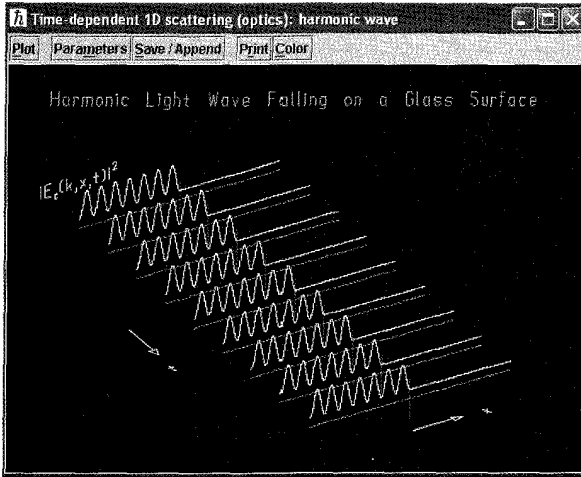 ħ Time-dependent 1D scattering (optics): harmonic wave
Plot Parameters Save / Append Print Color
Harmonic Light Wave Falling on a Glass Surface
|Eᵣ(k,x,t)|²
x